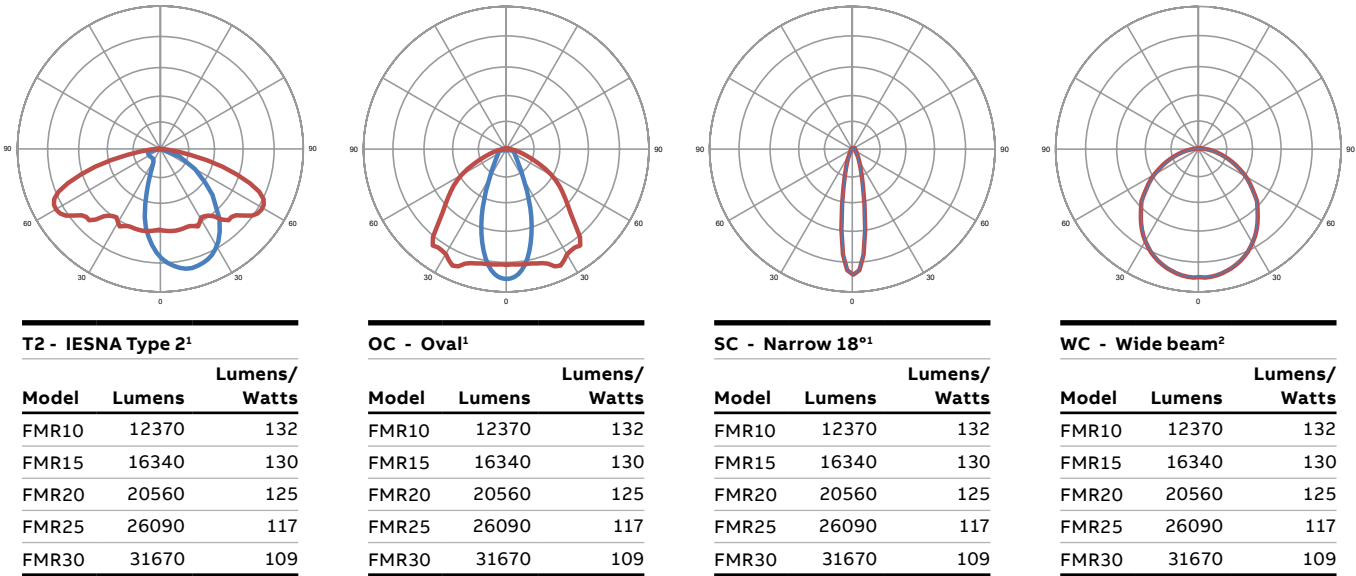 90 90
60 60
30 30
0
90 90
60 60
30 30
0
90 90
60 60
30 30
0
90 90
60 60
30 30
0
T2 - IESNA Type 2¹
Lumens/
Model Lumens Watts
FMR10 12370 132
FMR15 16340 130
FMR20 20560 125
FMR25 26090 117
FMR30 31670 109
OC - Oval¹
Lumens/
Model Lumens Watts
FMR10 12370 132
FMR15 16340 130
FMR20 20560 125
FMR25 26090 117
FMR30 31670 109
SC - Narrow 18°¹
Lumens/
Model Lumens Watts
FMR10 12370 132
FMR15 16340 130
FMR20 20560 125
FMR25 26090 117
FMR30 31670 109
WC - Wide beam²
Lumens/
Model Lumens Watts
FMR10 12370 132
FMR15 16340 130
FMR20 20560 125
FMR25 26090 117
FMR30 31670 109